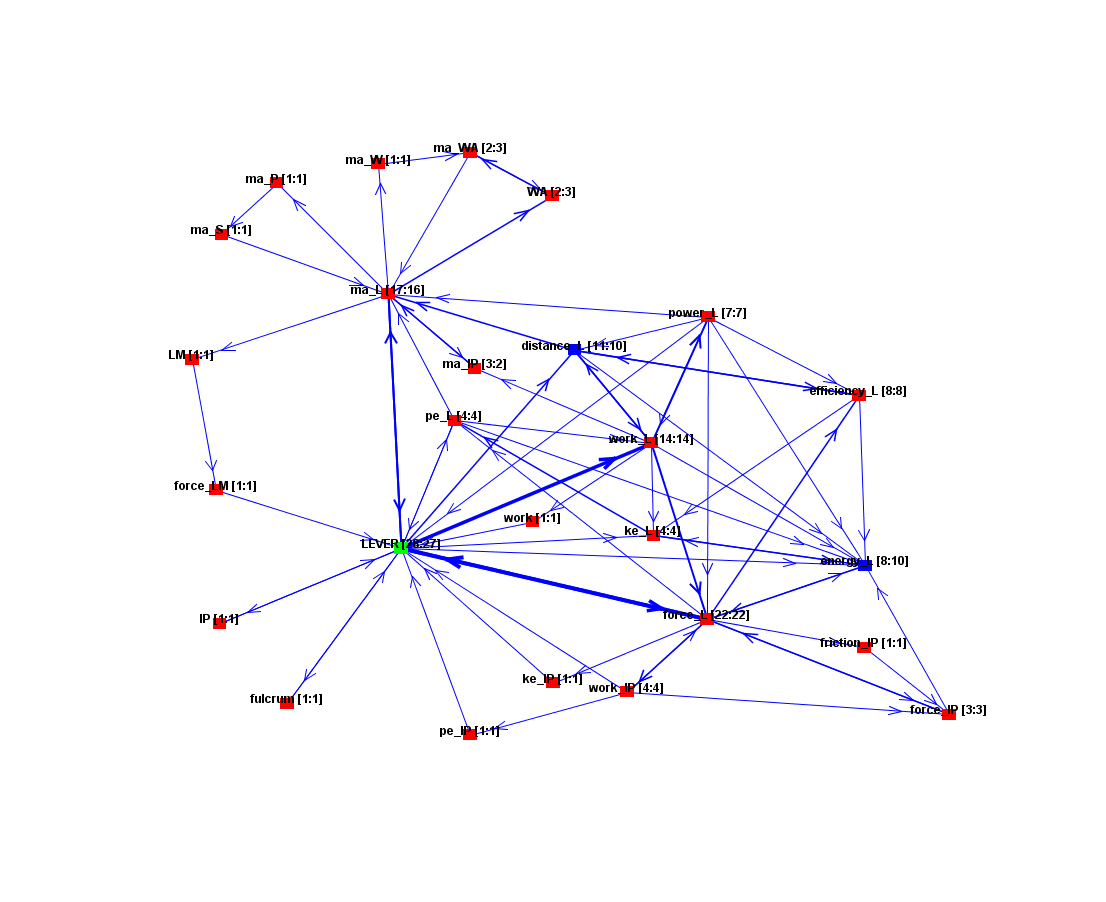 ma_WA [2:3]
ma_W [1:1]
ma_P [1:1]
WA [2:3]
ma_S [1:1]
ma_L [17:16]
power_L [7:7]
distance_L [11:10]
LM [1:1]
ma_IP [3:2]
efficiency_L [8:8]
pe_L [4:4]
work_L [14:14]
force_LM [1:1]
work [1:1]
ke_L [4:4]
LEVER [28:27]
energy_L [8:10]
force_L [22:22]
IP [1:1]
friction_IP [1:1]
ke_IP [1:1]
work_IP [4:4]
fulcrum [1:1]
force_IP [3:3]
pe_IP [1:1]